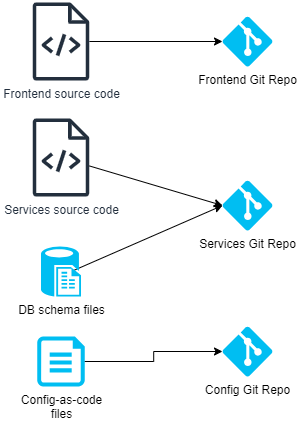 Frontend source code
Frontend Git Repo
Services source code
Services Git Repo
DB schema files
Config-as-code
files
Config Git Repo